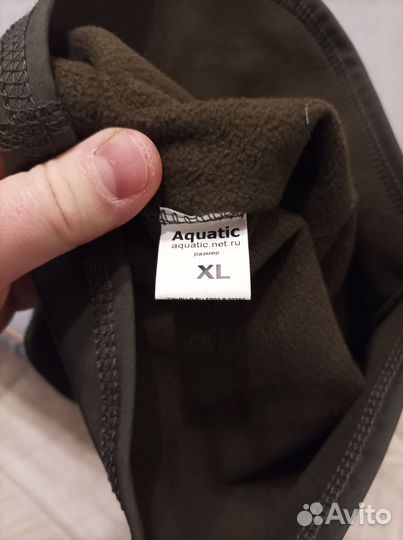 Aquatic
aquatic.net.ru
размер
XL
Avito